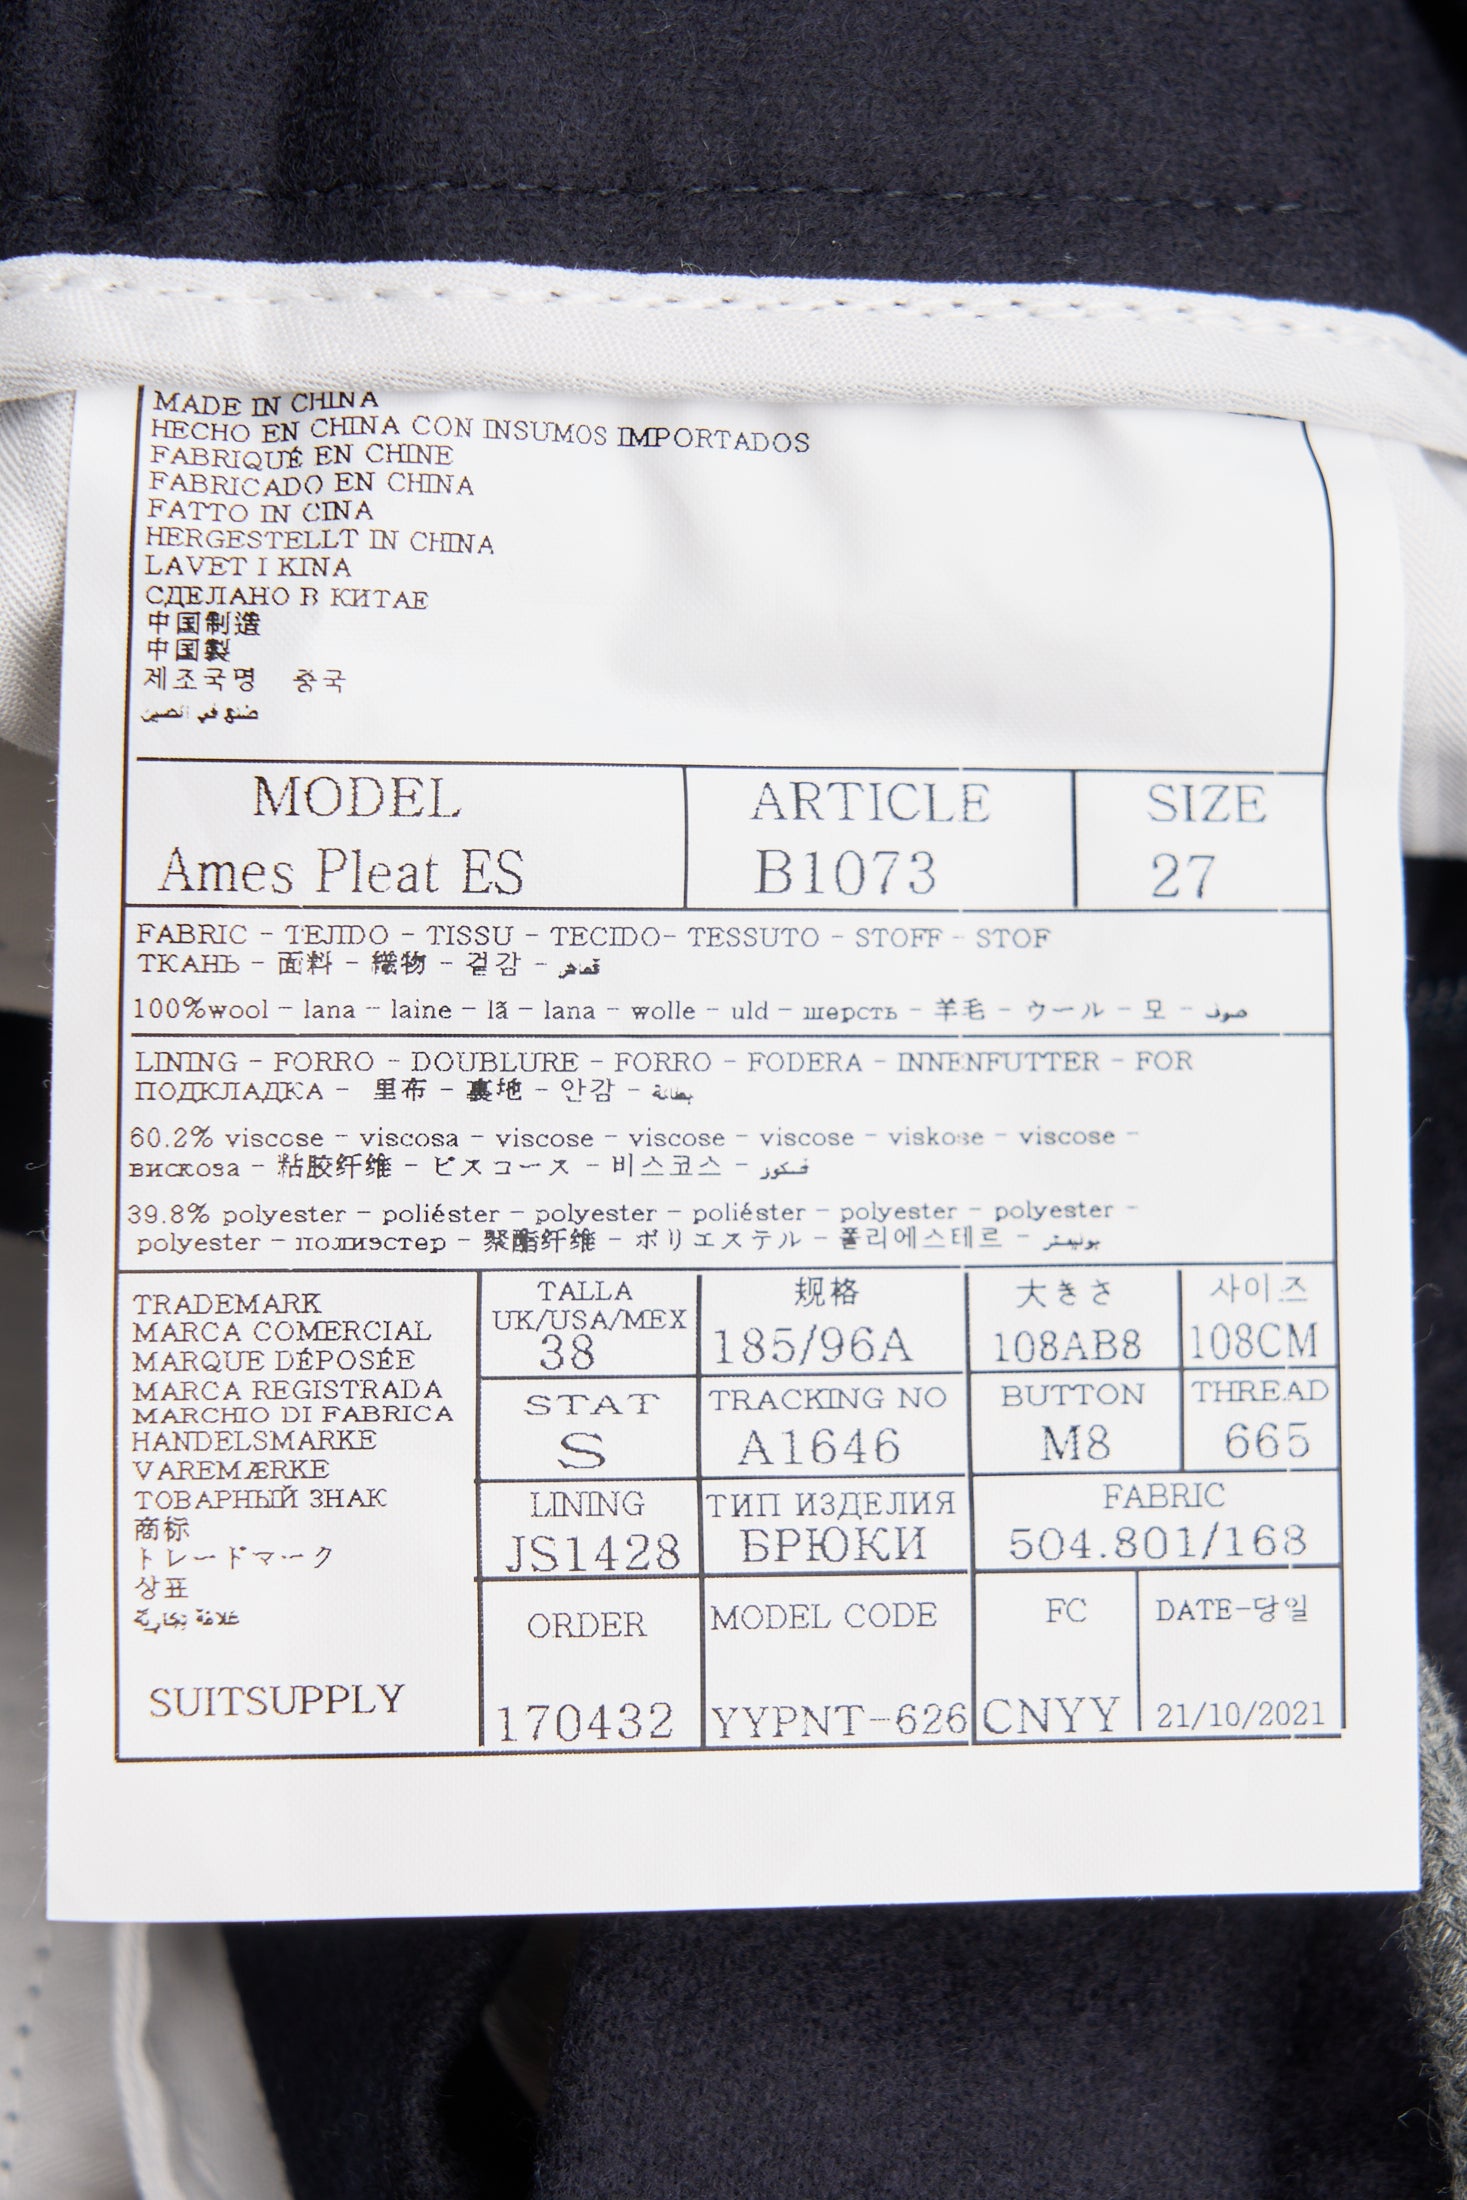 MADE IN CHINA
HECHO EN CHINA CON INSUMOS IMPORTADOS
FABRIQUÉ EN CHINE
FABRICADO EN CHINA
FATTO IN CINA
HERGESTELLT IN CHINA
LAVET I KINA
СДЕЛАНО В КИТАЕ
中国制造
中国製
제조국명 중국
صنع في الصين
MODEL ARTICLE SIZE
Ames Pleat ES B1073 27
FABRIC - TEJIDO - TISSU - TECIDO- TESSUTO - STOFF - STOF
ТКАНЬ - 面料 - 織物 - 겉감 - قماش
100%wool - lana - laine - lã - lana - wolle - uld - шерсть - 羊毛 - ウール - 모 - صوف
LINING - FORRO - DOUBLURE - FORRO - FODERA - INNENFUTTER - FOR
ПОДКЛАДКА - 里布 - 裏地 - 안감 - بطانة
60.2% viscose - viscosa - viscose - viscose - viscose - viskose - viscose -
вискоза - 粘胶纤维 - ビスコース - 비스코스 - فسكوز
39.8% polyester - poliéster - polyester - poliéster - polyester - polyester -
polyester - полиэстер - 聚酯纤维 - ポリエステル - 폴리에스테르 -
TRADEMARK
MARCA COMERCIAL
MARQUE DÉPOSÉE
MARCA REGISTRADA
MARCHIO DI FABRICA
HANDELSMARKE
VAREMÆRKE
ТОВАРНЫЙ ЗНАК
商标
トレードマーク
상표
علامة تجارية
SUITSUPPLY
TALLA 规格 大きさ 사이즈
UK/USA/MEX
38 185/96A 108AB8 108CM
STAT TRACKING NO BUTTON THREAD
S A1646 M8 665
LINING ТИП ИЗДЕЛИЯ FABRIC
JS1428 БРЮКИ 504.801/168
ORDER MODEL CODE FC DATE-당일
170432 YYPNT-626 CNYY 21/10/2021